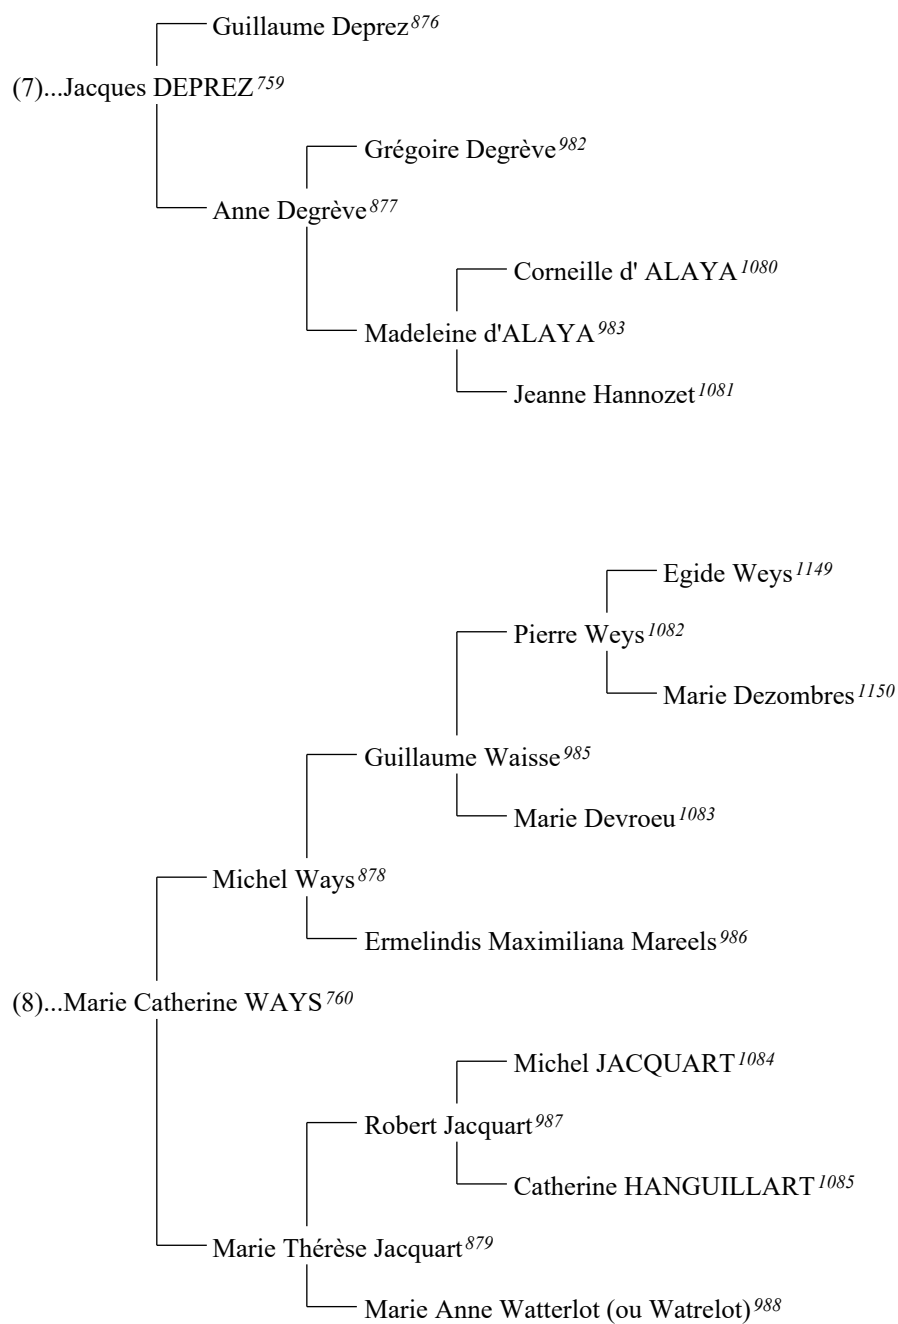 Guillaume Deprez876
(7)...Jacques DEPREZ759
Grégoire Degrève982
Anne Degrève877
Corneille d' ALAYA1080
Madeleine d'ALAYA983
Jeanne Hannozet1081
Egide Weys1149
Pierre Weys1082
Marie Dezombres1150
Guillaume Waisse985
Marie Devroeu1083
Michel Ways878
Ermelindis Maximiliana Mareels986
(8)...Marie Catherine WAYS760
Michel JACQUART1084
Robert Jacquart987
Catherine HANGUILLART1085
Marie Thérèse Jacquart879
Marie Anne Watterlot (ou Watrelot)988